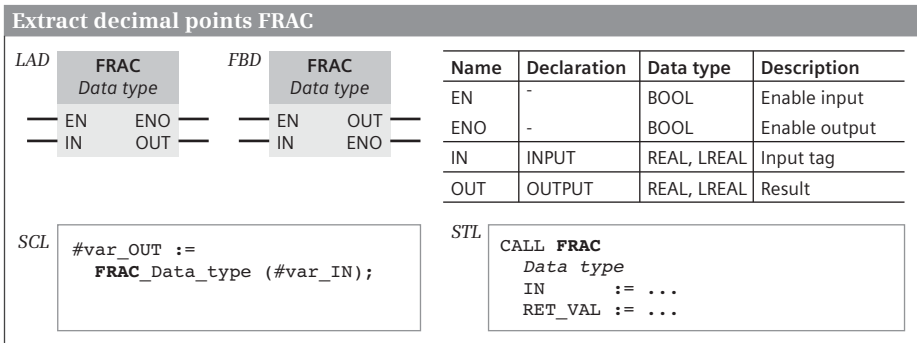 Extract decimal points FRAC
LAD
FRAC
Data type
EN ENO
IN OUT
FBD
FRAC
Data type
EN OUT
IN ENO
Name Declaration Data type Description
EN - BOOL Enable input
ENO - BOOL Enable output
IN INPUT REAL, LREAL Input tag
OUT OUTPUT REAL, LREAL Result
SCL
#var_OUT :=
FRAC_Data_type (#var_IN);
STL
CALL FRAC
Data type
IN := ...
RET_VAL := ...